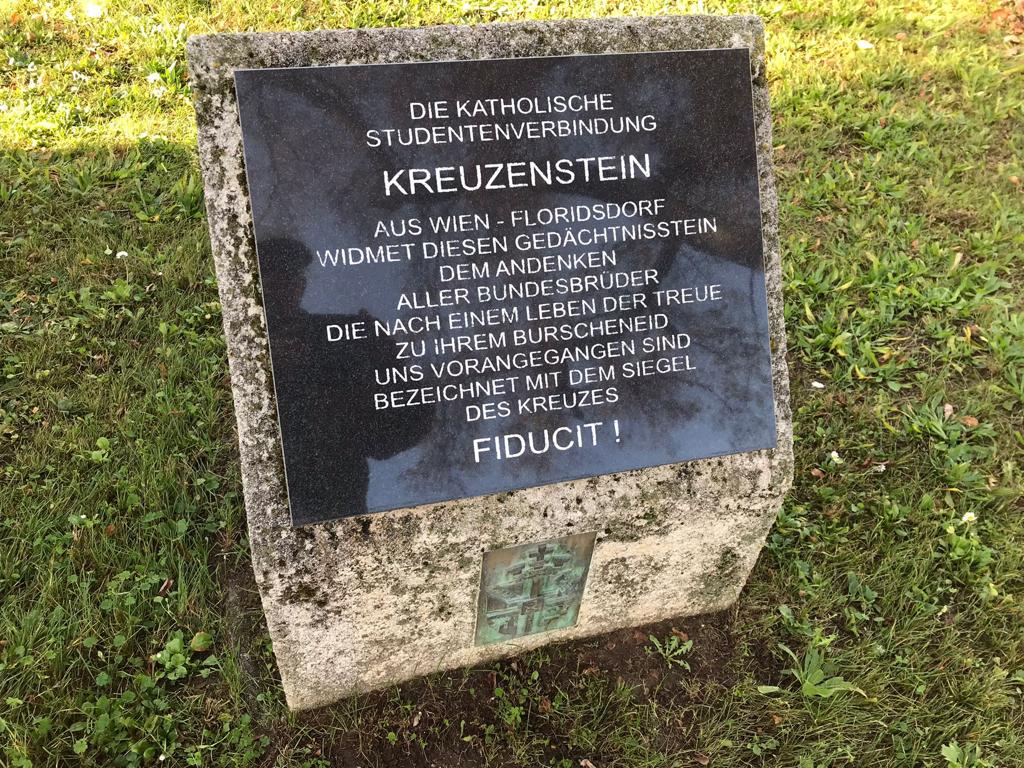 DIE KATHOLISCHE
STUDENTENVERBINDUNG
KREUZENSTEIN
AUS WIEN - FLORIDSDORF
WIDMET DIESEN GEDÄCHTNISSTEIN
DEM ANDENKEN
ALLER BUNDESBRÜDER
DIE NACH EINEM LEBEN DER TREUE
ZU IHREM BURSCHENEID
UNS VORANGEGANGEN SIND
BEZEICHNET MIT DEM SIEGEL
DES KREUZES
FIDUCIT !